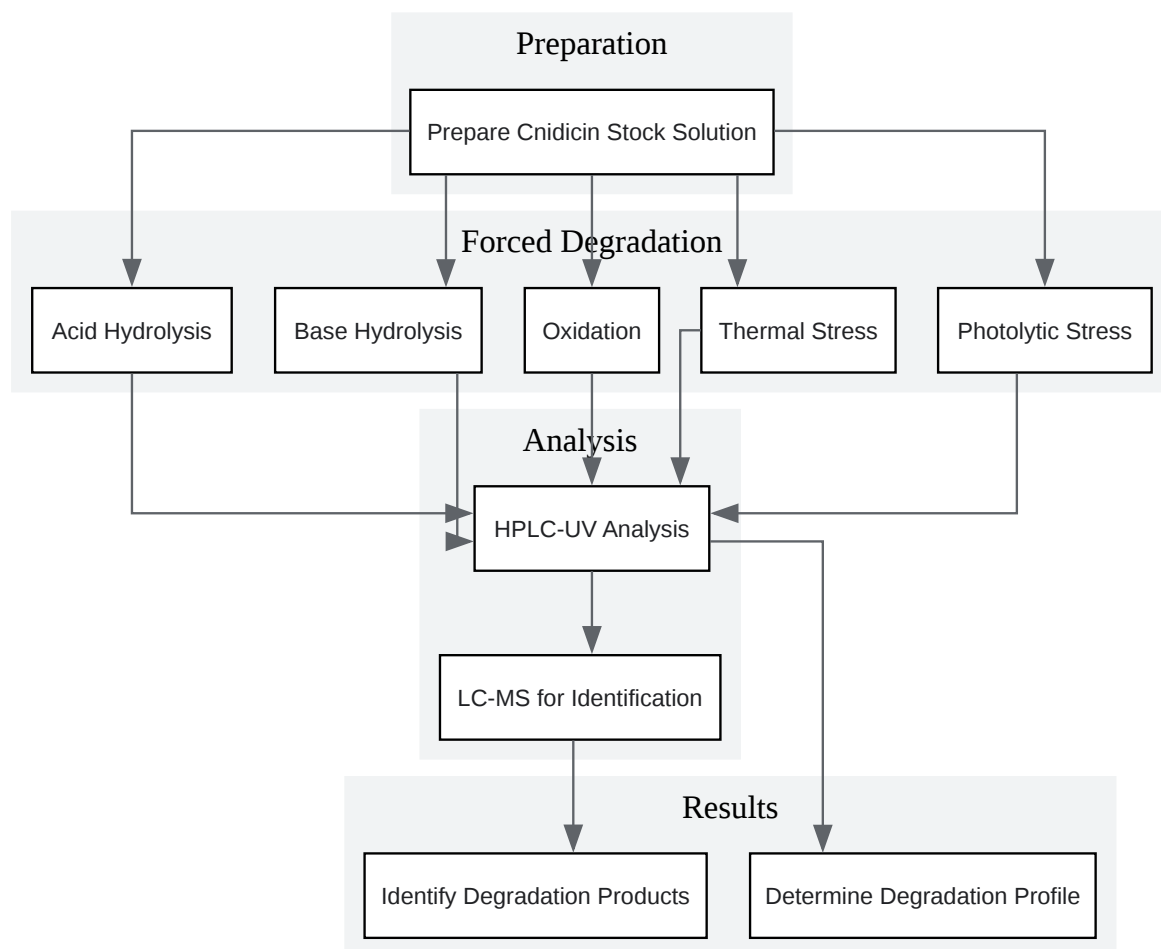 Preparation
Prepare Cnidicin Stock Solution
Forced Degradation
Acid Hydrolysis
Base Hydrolysis
Oxidation
Thermal Stress
Photolytic Stress
Analysis
HPLC-UV Analysis
LC-MS for Identification
Results
Identify Degradation Products
Determine Degradation Profile